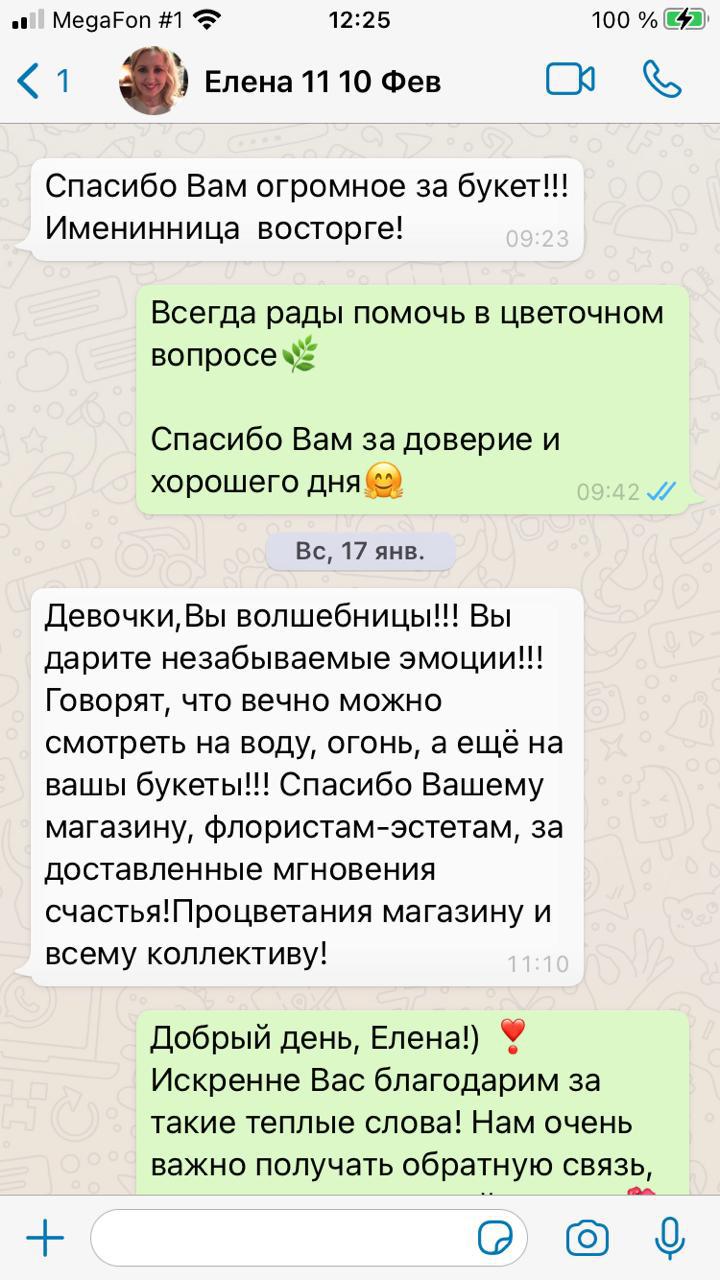 MegaFon #1 12:25 100 %
1 Елена 11 10 Фев
Спасибо Вам огромное за букет!!!
Именинница  восторге!
09:23
Всегда рады помочь в цветочном
вопросе🌿
Спасибо Вам за доверие и
хорошего дня🤗
09:42
Вс, 17 янв.
Девочки,Вы волшебницы!!! Вы
дарите незабываемые эмоции!!!
Говорят, что вечно можно
смотреть на воду, огонь, а ещё на
вашы букеты!!! Спасибо Вашему
магазину, флористам-эстетам, за
доставленные мгновения
счастья!Процветания магазину и
всему коллективу!
11:10
Добрый день, Елена!) ❣️
Искренне Вас благодарим за
такие теплые слова! Нам очень
важно получать обратную связь,